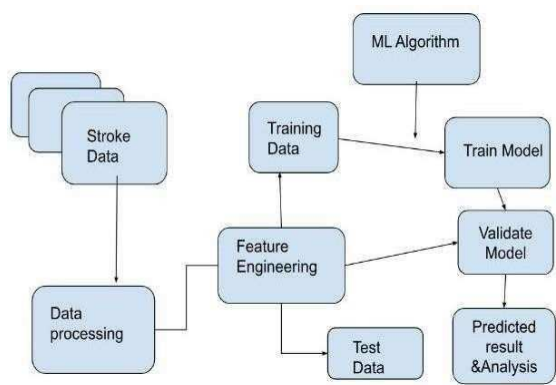 ML Algorithm
Stroke
Data
Training
Data
Train Model
Feature
Engineering
Validate
Model
Data
processing
Test
Data
Predicted
result
&Analysis